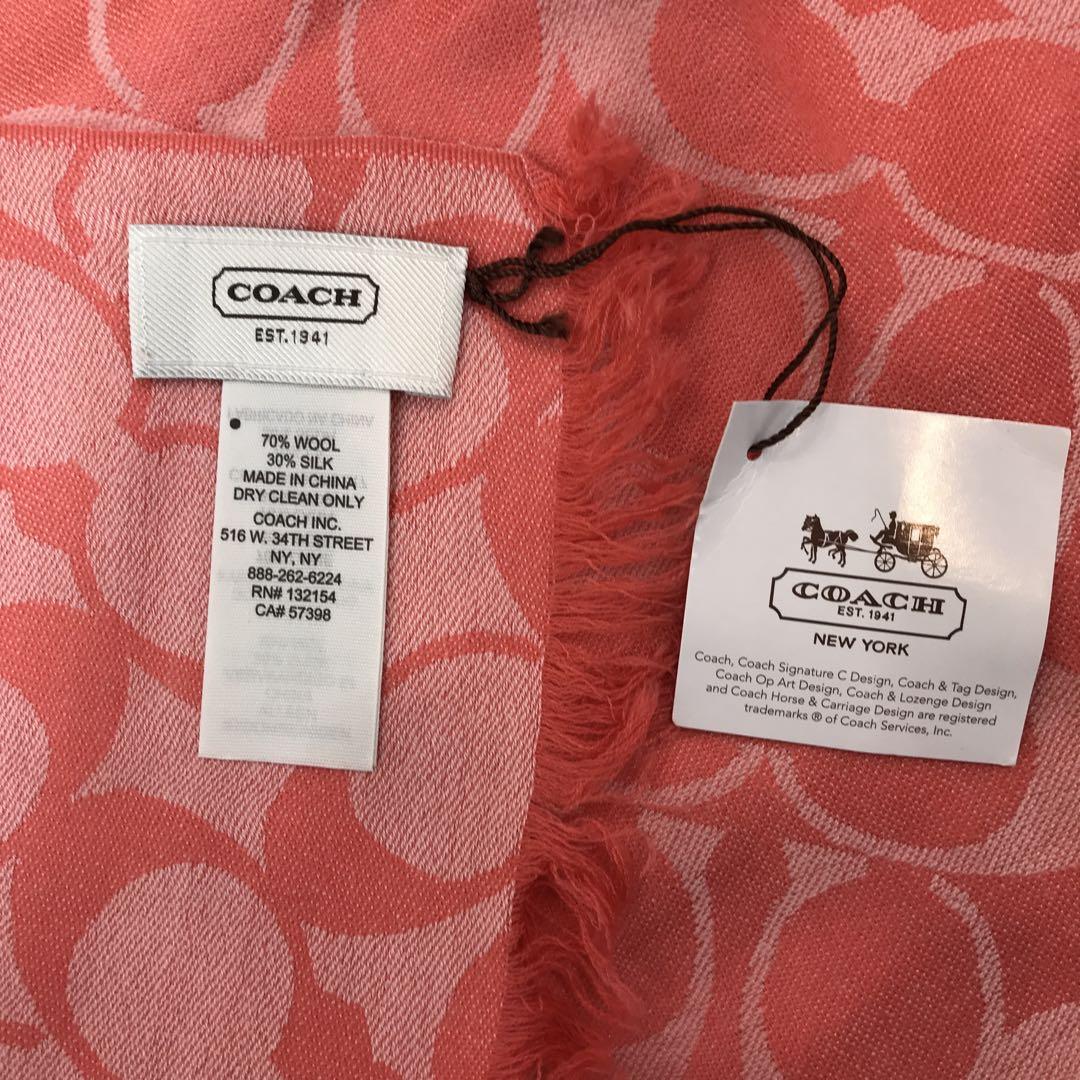 COACH
EST. 1941
FABRICADO NA CHINA
70% WOOL
30% SILK
MADE IN CHINA
DRY CLEAN ONLY
COACH INC.
516 W. 34TH STREET
NY, NY
888-262-6224
RN# 132154
CA# 57398
COACH
EST. 1941
NEW YORK
Coach, Coach Signature C Design, Coach & Tag Design,
Coach Op Art Design, Coach & Lozenge Design
and Coach Horse & Carriage Design are registered
trademarks ® of Coach Services, Inc.